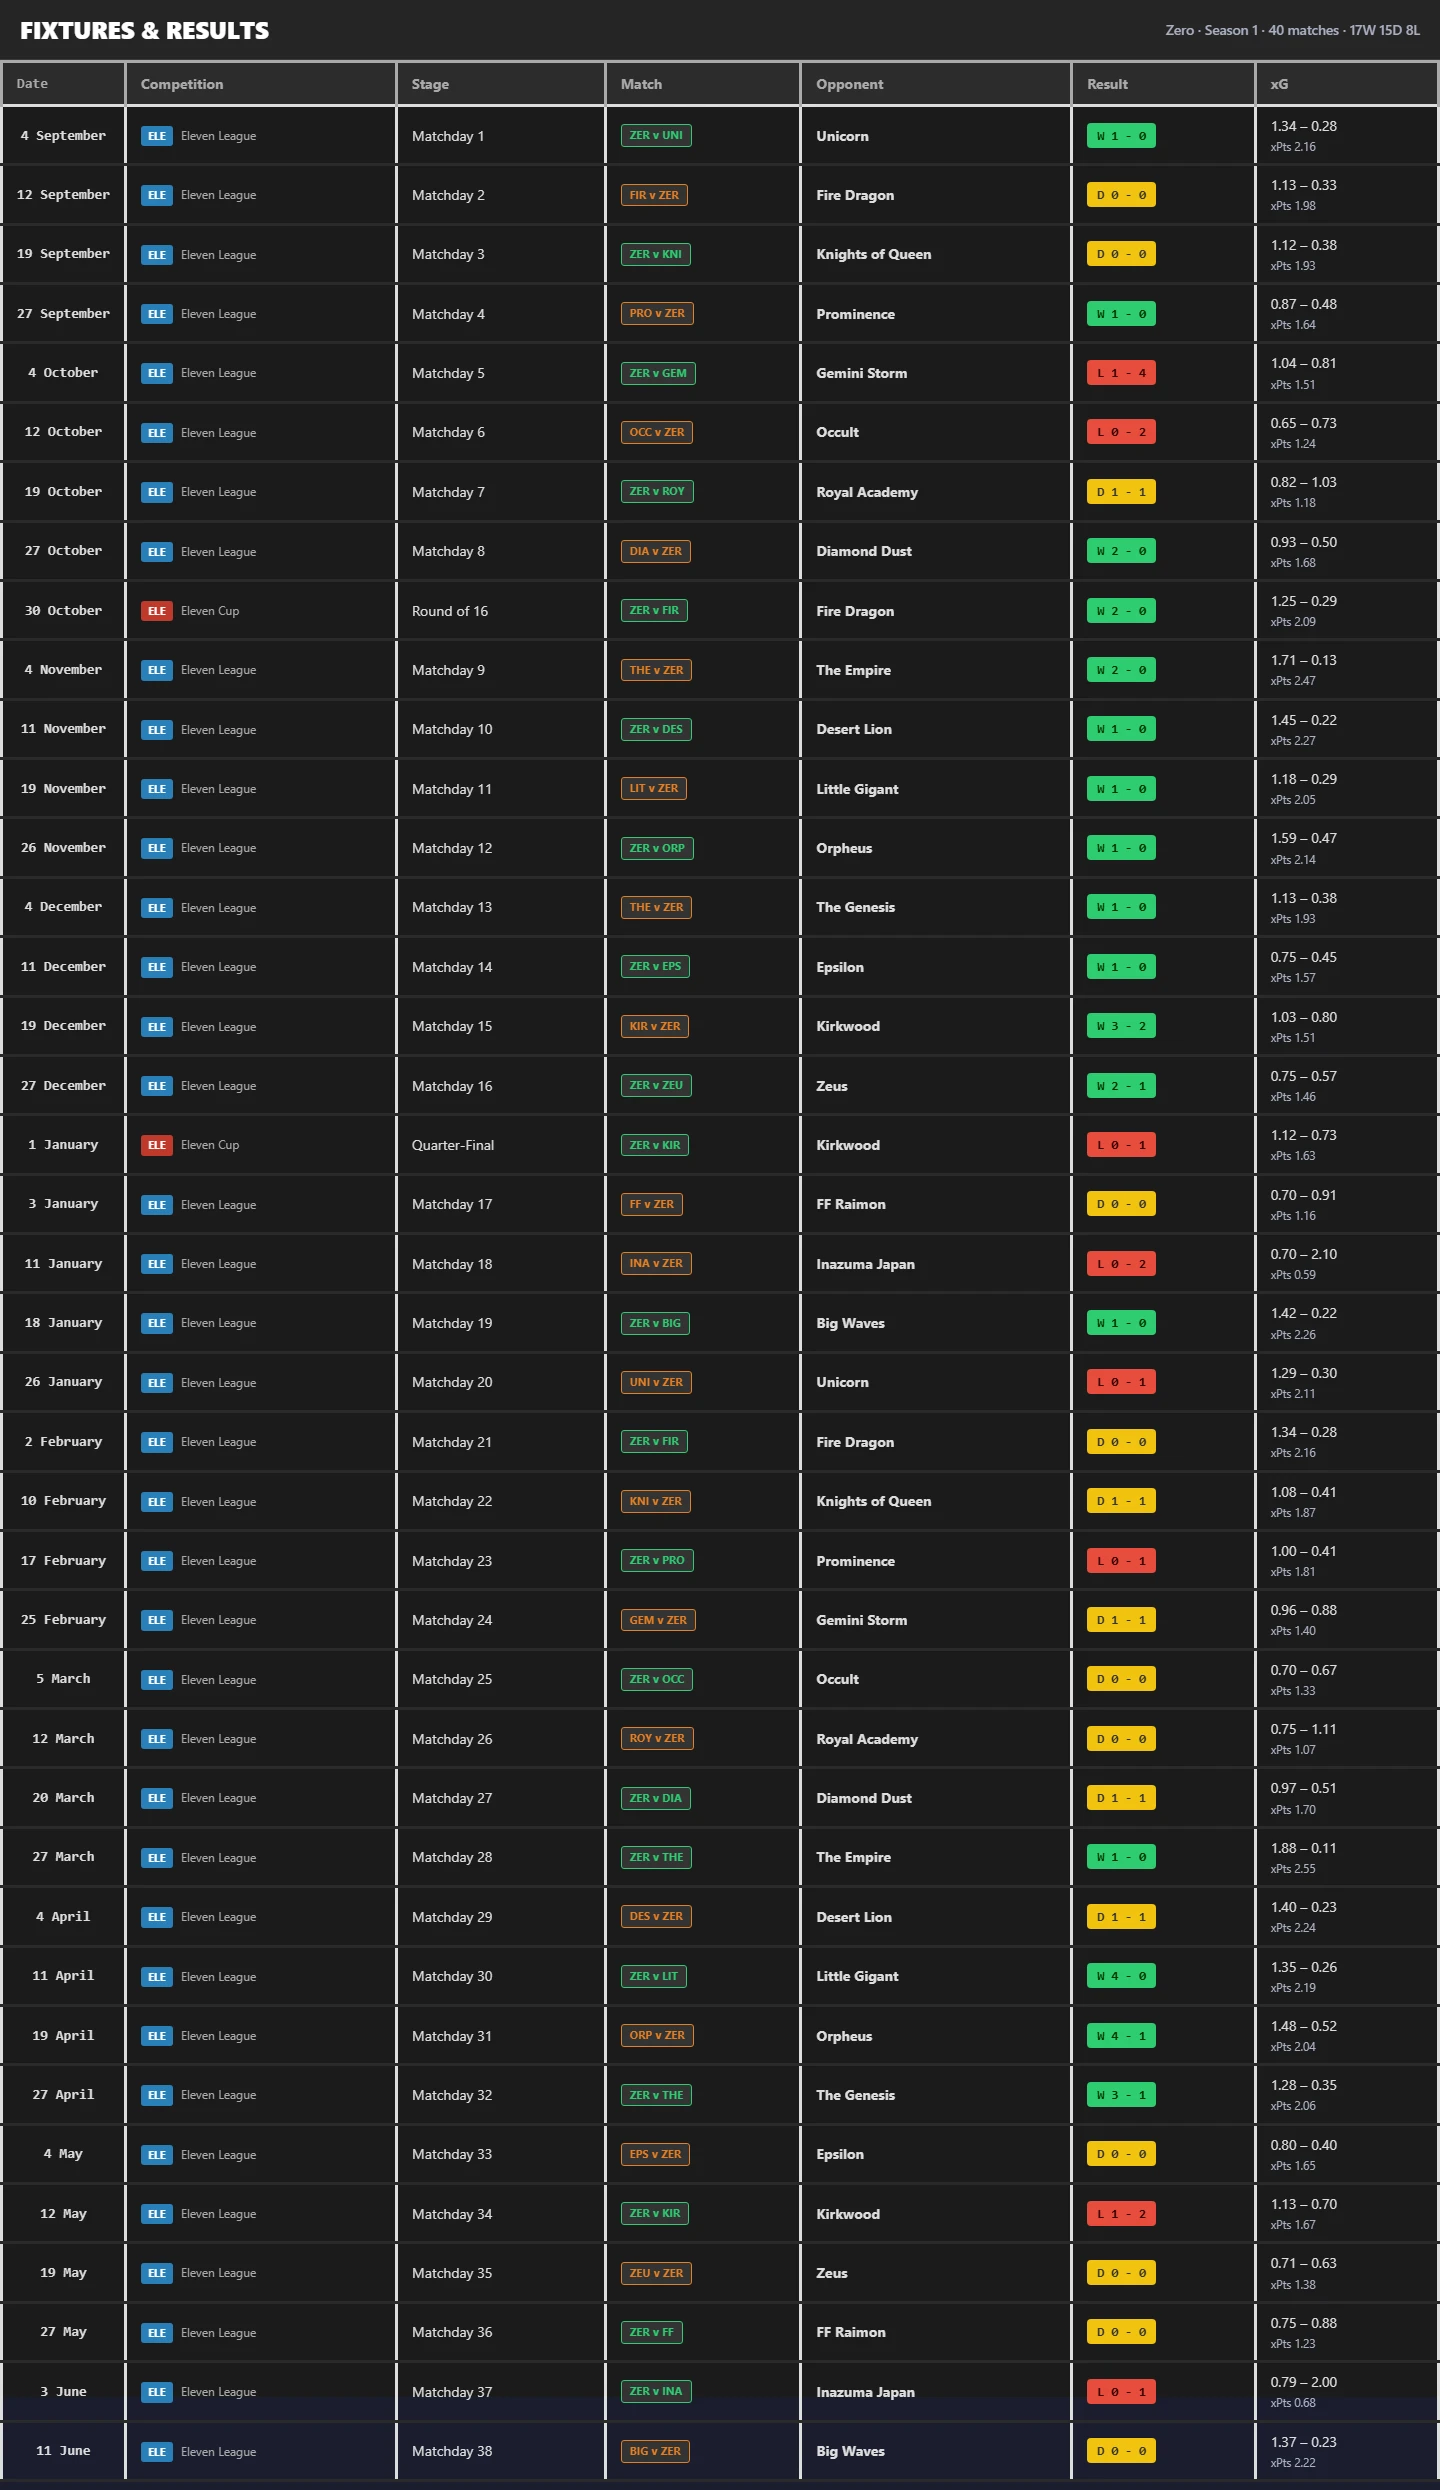 FIXTURES & RESULTS
Zero · Season 1 · 40 matches · 17W 15D 8L
Date Competition Stage Match Opponent Result xG
4 September ELE Eleven League Matchday 1 ZER v UNI Unicorn W 1 - 0 1.34 – 0.28
xPts 2.16
12 September ELE Eleven League Matchday 2 FIR v ZER Fire Dragon D 0 - 0 1.13 – 0.33
xPts 1.98
19 September ELE Eleven League Matchday 3 ZER v KNI Knights of Queen D 0 - 0 1.12 – 0.38
xPts 1.93
27 September ELE Eleven League Matchday 4 PRO v ZER Prominence W 1 - 0 0.87 – 0.48
xPts 1.64
4 October ELE Eleven League Matchday 5 ZER v GEM Gemini Storm L 1 - 4 1.04 – 0.81
xPts 1.51
12 October ELE Eleven League Matchday 6 OCC v ZER Occult L 0 - 2 0.65 – 0.73
xPts 1.24
19 October ELE Eleven League Matchday 7 ZER v ROY Royal Academy D 1 - 1 0.82 – 1.03
xPts 1.18
27 October ELE Eleven League Matchday 8 DIA v ZER Diamond Dust W 2 - 0 0.93 – 0.50
xPts 1.68
30 October ELE Eleven Cup Round of 16 ZER v FIR Fire Dragon W 2 - 0 1.25 – 0.29
xPts 2.09
4 November ELE Eleven League Matchday 9 THE v ZER The Empire W 2 - 0 1.71 – 0.13
xPts 2.47
11 November ELE Eleven League Matchday 10 ZER v DES Desert Lion W 1 - 0 1.45 – 0.22
xPts 2.27
19 November ELE Eleven League Matchday 11 LIT v ZER Little Gigant W 1 - 0 1.18 – 0.29
xPts 2.05
26 November ELE Eleven League Matchday 12 ZER v ORP Orpheus W 1 - 0 1.59 – 0.47
xPts 2.14
4 December ELE Eleven League Matchday 13 THE v ZER The Genesis W 1 - 0 1.13 – 0.38
xPts 1.93
11 December ELE Eleven League Matchday 14 ZER v EPS Epsilon W 1 - 0 0.75 – 0.45
xPts 1.57
19 December ELE Eleven League Matchday 15 KIR v ZER Kirkwood W 3 - 2 1.03 – 0.80
xPts 1.51
27 December ELE Eleven League Matchday 16 ZER v ZEU Zeus W 2 - 1 0.75 – 0.57
xPts 1.46
1 January ELE Eleven Cup Quarter-Final ZER v KIR Kirkwood L 0 - 1 1.12 – 0.73
xPts 1.63
3 January ELE Eleven League Matchday 17 FF v ZER FF Raimon D 0 - 0 0.70 – 0.91
xPts 1.16
11 January ELE Eleven League Matchday 18 INA v ZER Inazuma Japan L 0 - 2 0.70 – 2.10
xPts 0.59
18 January ELE Eleven League Matchday 19 ZER v BIG Big Waves W 1 - 0 1.42 – 0.22
xPts 2.26
26 January ELE Eleven League Matchday 20 UNI v ZER Unicorn L 0 - 1 1.29 – 0.30
xPts 2.11
2 February ELE Eleven League Matchday 21 ZER v FIR Fire Dragon D 0 - 0 1.34 – 0.28
xPts 2.16
10 February ELE Eleven League Matchday 22 KNI v ZER Knights of Queen D 1 - 1 1.08 – 0.41
xPts 1.87
17 February ELE Eleven League Matchday 23 ZER v PRO Prominence L 0 - 1 1.00 – 0.41
xPts 1.81
25 February ELE Eleven League Matchday 24 GEM v ZER Gemini Storm D 1 - 1 0.96 – 0.88
xPts 1.40
5 March ELE Eleven League Matchday 25 ZER v OCC Occult D 0 - 0 0.70 – 0.67
xPts 1.33
12 March ELE Eleven League Matchday 26 ROY v ZER Royal Academy D 0 - 0 0.75 – 1.11
xPts 1.07
20 March ELE Eleven League Matchday 27 ZER v DIA Diamond Dust D 1 - 1 0.97 – 0.51
xPts 1.70
27 March ELE Eleven League Matchday 28 ZER v THE The Empire W 1 - 0 1.88 – 0.11
xPts 2.55
4 April ELE Eleven League Matchday 29 DES v ZER Desert Lion D 1 - 1 1.40 – 0.23
xPts 2.24
11 April ELE Eleven League Matchday 30 ZER v LIT Little Gigant W 4 - 0 1.35 – 0.26
xPts 2.19
19 April ELE Eleven League Matchday 31 ORP v ZER Orpheus W 4 - 1 1.48 – 0.52
xPts 2.04
27 April ELE Eleven League Matchday 32 ZER v THE The Genesis W 3 - 1 1.28 – 0.35
xPts 2.06
4 May ELE Eleven League Matchday 33 EPS v ZER Epsilon D 0 - 0 0.80 – 0.40
xPts 1.65
12 May ELE Eleven League Matchday 34 ZER v KIR Kirkwood L 1 - 2 1.13 – 0.70
xPts 1.67
19 May ELE Eleven League Matchday 35 ZEU v ZER Zeus D 0 - 0 0.71 – 0.63
xPts 1.38
27 May ELE Eleven League Matchday 36 ZER v FF FF Raimon D 0 - 0 0.75 – 0.88
xPts 1.23
3 June ELE Eleven League Matchday 37 ZER v INA Inazuma Japan L 0 - 1 0.79 – 2.00
xPts 0.68
11 June ELE Eleven League Matchday 38 BIG v ZER Big Waves D 0 - 0 1.37 – 0.23
xPts 2.22